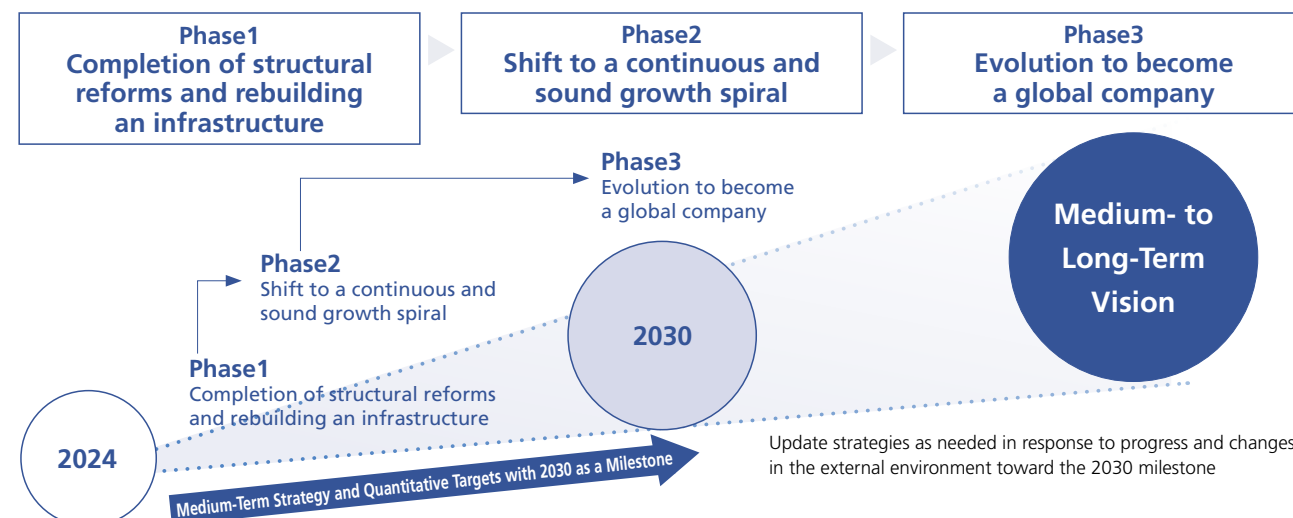 Phase1
Completion of structural
reforms and rebuilding
an infrastructure
Phase2
Shift to a continuous and
sound growth spiral
Phase3
Evolution to become
a global company
Phase3
Evolution to become
a global company
Phase2
Shift to a continuous and
sound growth spiral
Phase1
Completion of structural reforms
and rebuilding an infrastructure
2024
2030
Medium- to
Long-Term
Vision
Medium-Term Strategy and Quantitative Targets with 2030 as a Milestone
Update strategies as needed in response to progress and changes
in the external environment toward the 2030 milestone